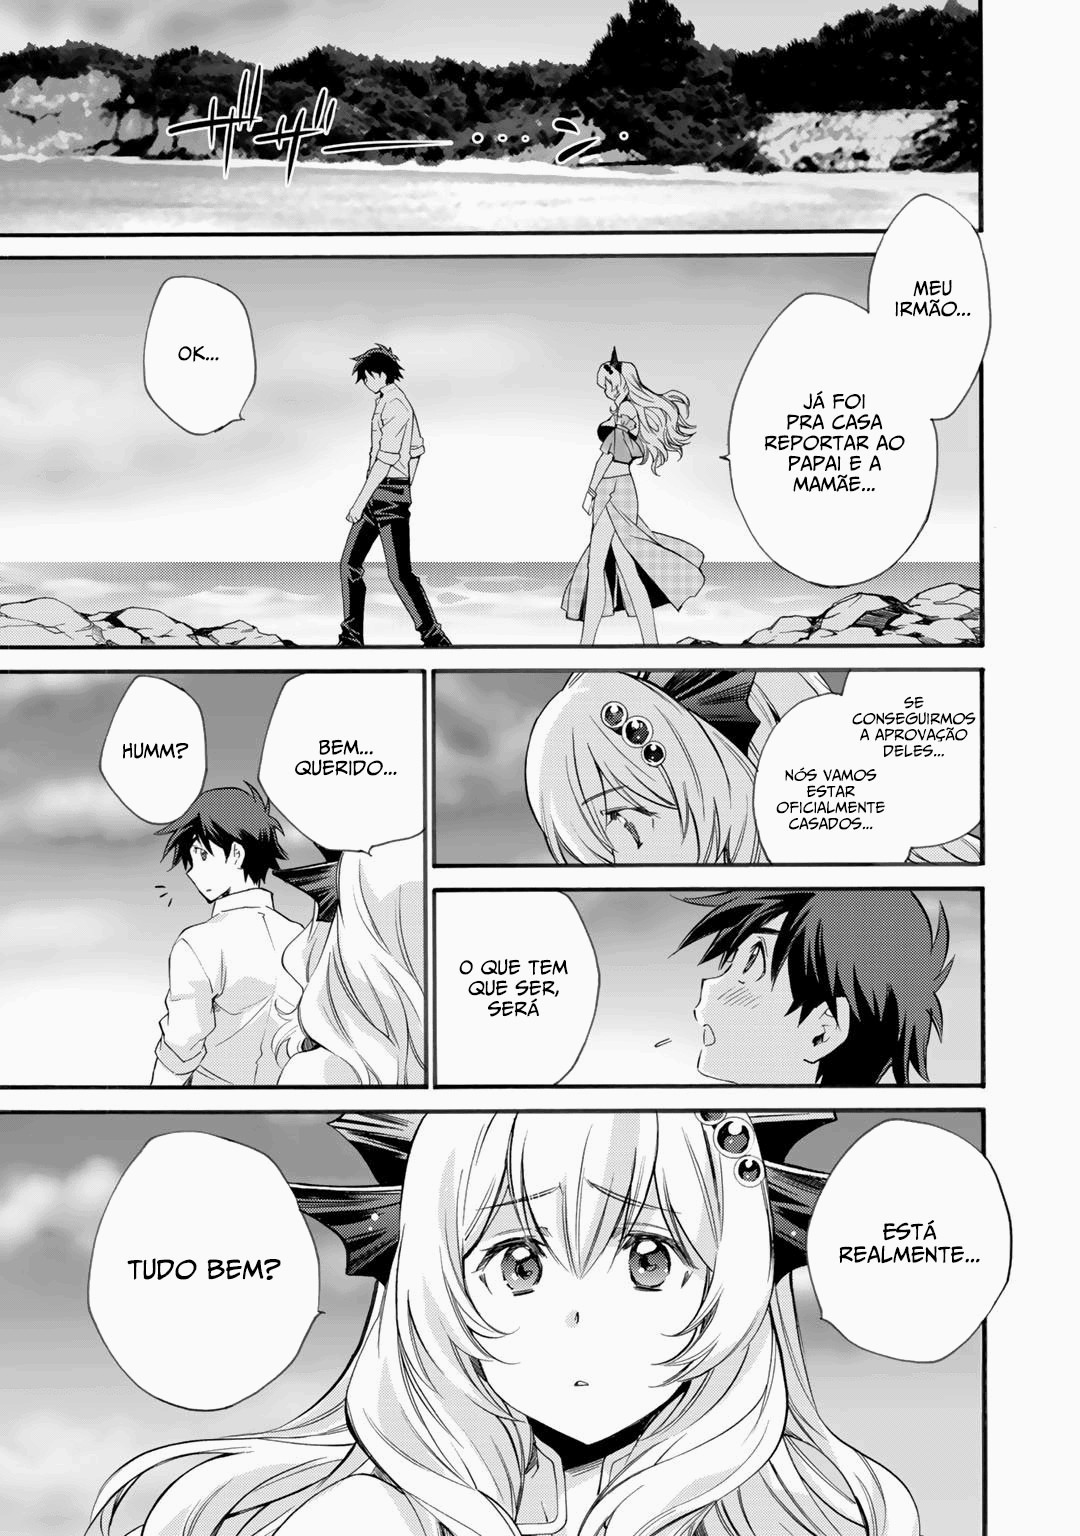 ザザー...ン..
MEU
IRMÃO...
JÁ FOI
PRA CASA
REPORTAR AO
PAPAI E A
MAMÃE...
OK...
SE
CONSEGUIRMOS
A APROVAÇÃO
DELES...
NÓS VAMOS
ESTAR
OFICIALMENTE
CASADOS...
BEM...
QUERIDO...
HUMM?
O QUE TEM
QUE SER,
SERÁ
ESTÁ
REALMENTE...
TUDO BEM?